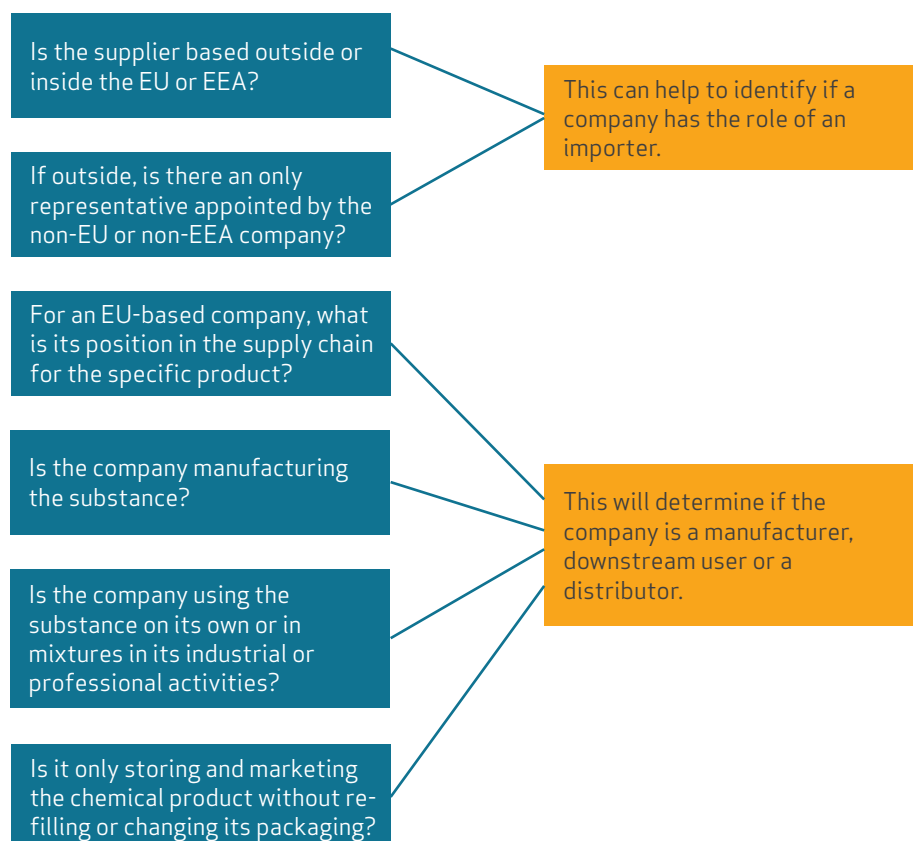 Is the supplier based outside or
inside the EU or EEA?
This can help to identify if a
company has the role of an
importer.
If outside, is there an only
representative appointed by the
non-EU or non-EEA company?
For an EU-based company, what
is its position in the supply chain
for the specific product?
Is the company manufacturing
the substance?
This will determine if the
company is a manufacturer,
downstream user or a
distributor.
Is the company using the
substance on its own or in
mixtures in its industrial or
professional activities?
Is it only storing and marketing
the chemical product without re-
filling or changing its packaging?